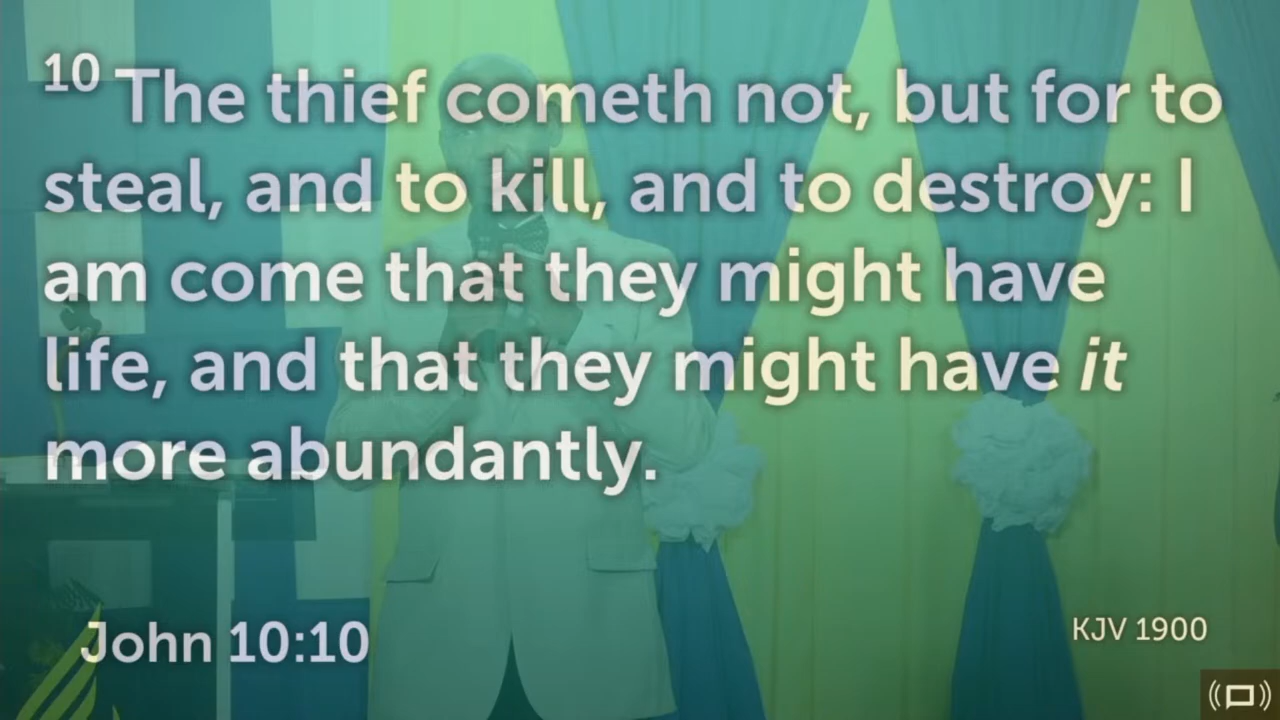 10 The thief cometh not, but for to
steal, and to kill, and to destroy: I
am come that they might have
life, and that they might have it
more abundantly.
John 10:10
KJV 1900